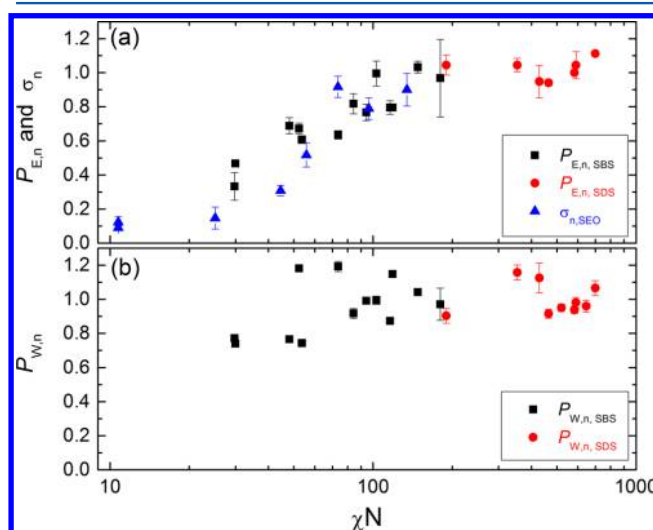 (a)
P_E,n and σ_n
1.2
1.0
0.8
0.6
0.4
0.2
0.0
P_E,n, SBS
P_E,n, SDS
σ_n,SEO
(b)
P_W,n
1.2
1.0
0.8
0.6
0.4
0.2
0.0
P_W,n, SBS
P_W,n, SDS
10
100
1000
χN